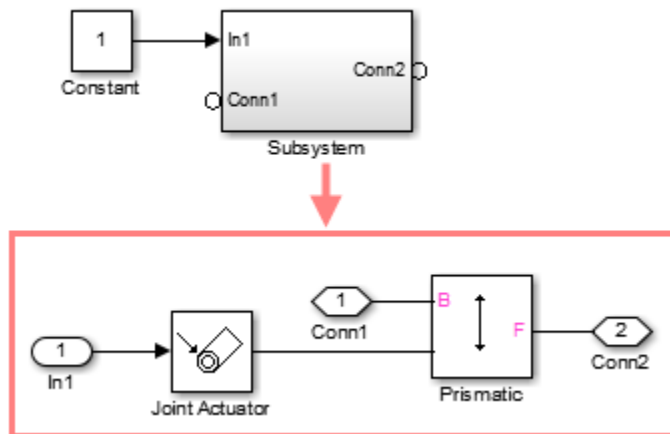 1
In1
Conn2
Constant
Conn1
Subsystem
1
B
Conn1
1
F
2
In1
Conn2
Joint Actuator
Prismatic